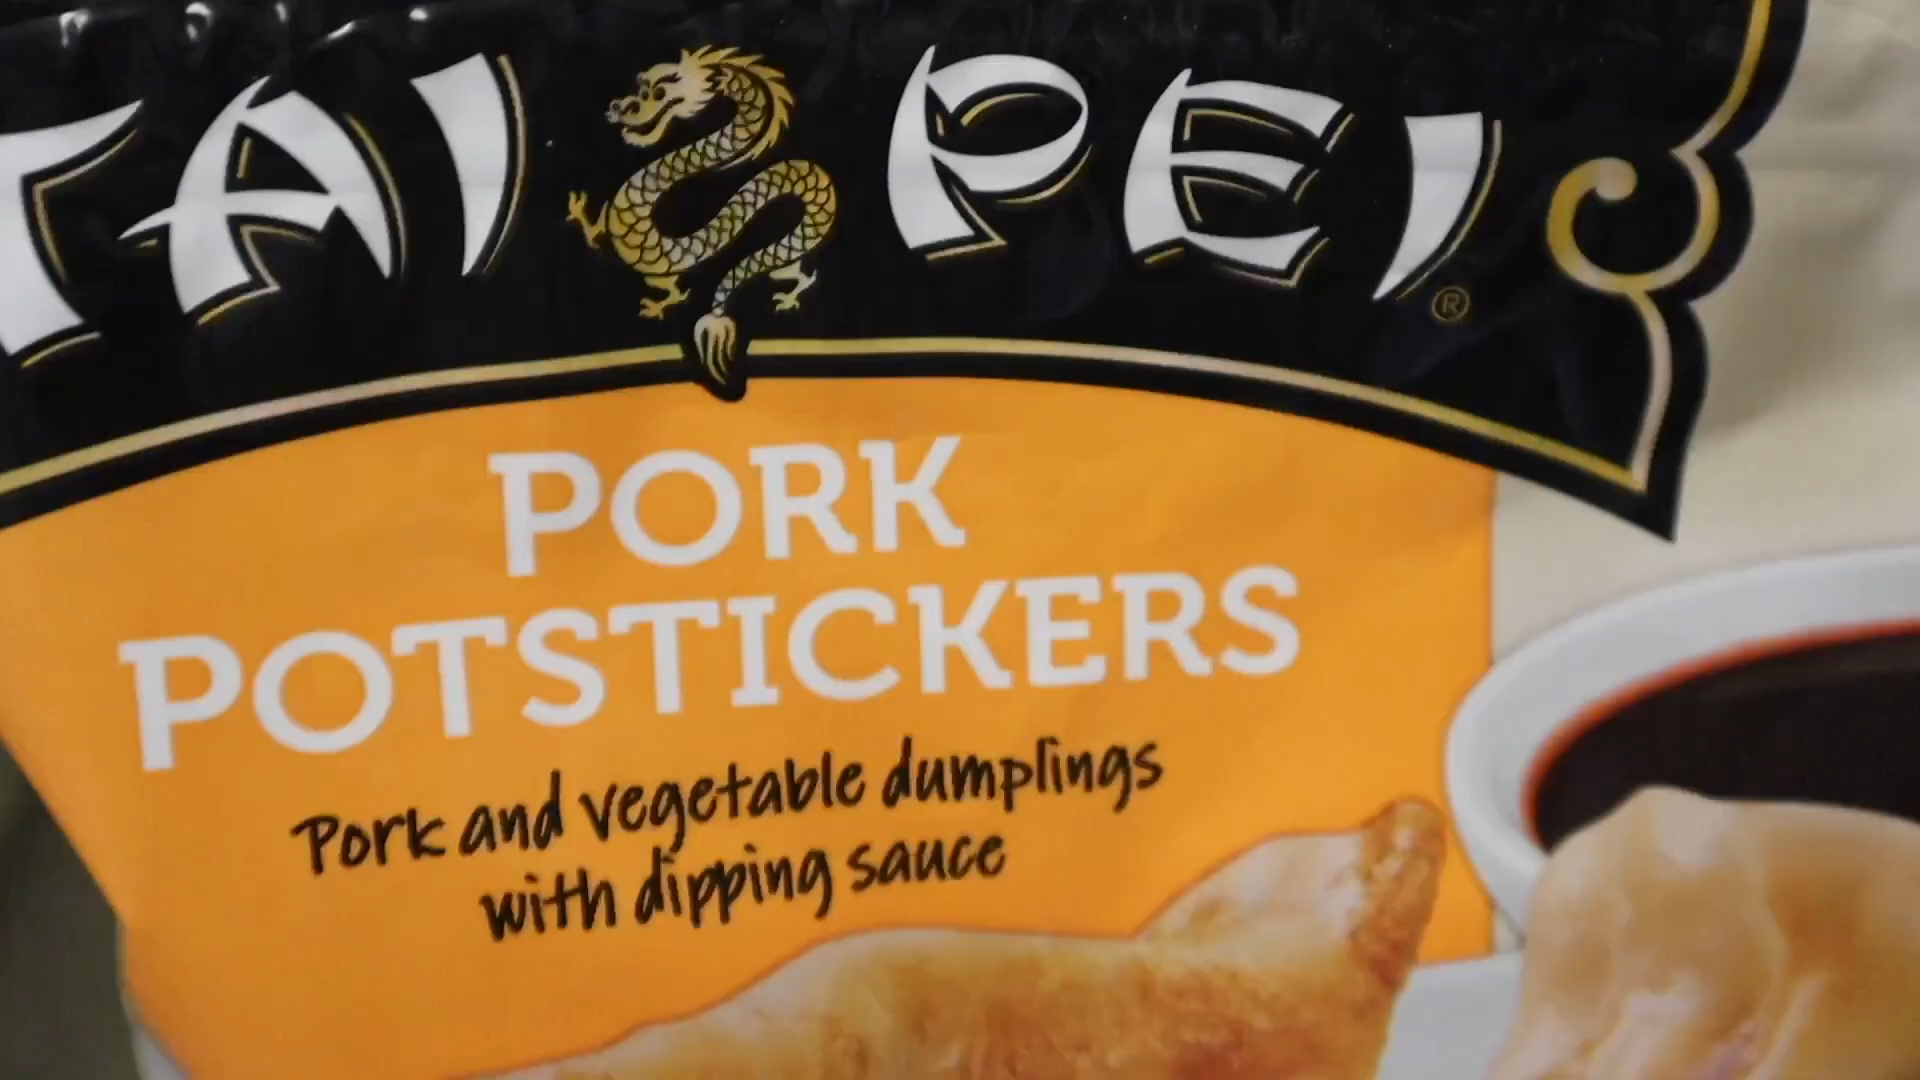 TAI PEI®
PORK
POTSTICKERS
Pork and vegetable dumplings
with dipping sauce